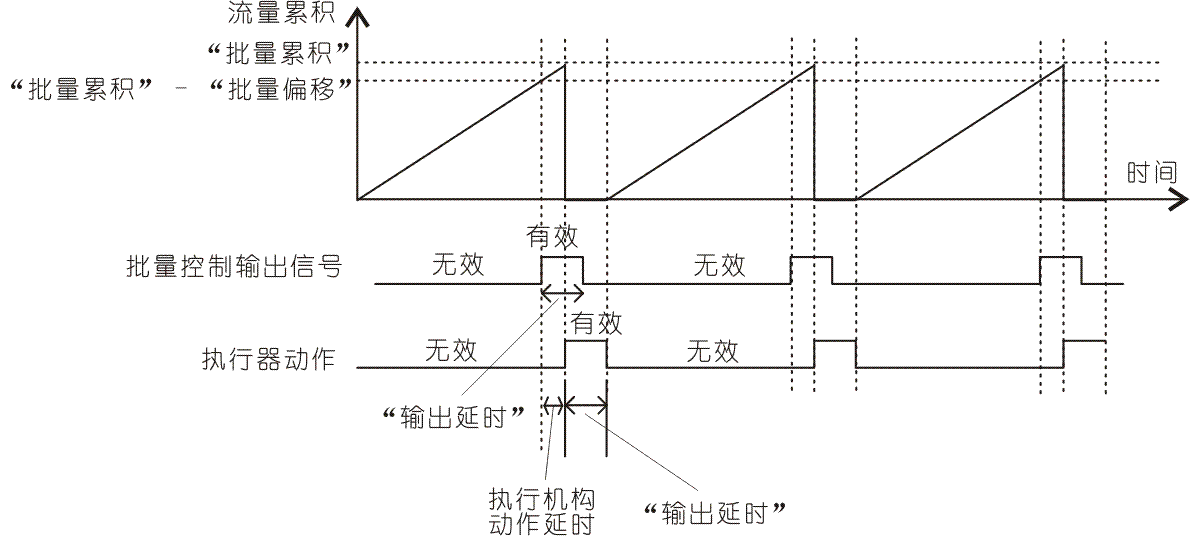 流量累积
“批量累积”
“批量累积” － “批量偏移”
时间
有效
批量控制输出信号
无效
无效
有效
执行器动作
无效
无效
“输出延时”
执行机构
动作延时
“输出延时”